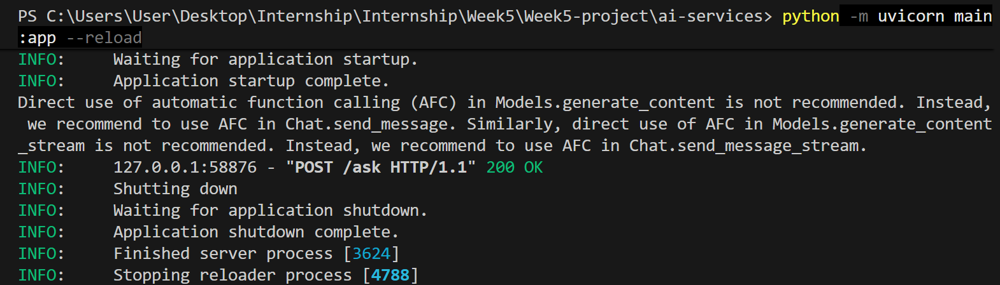 PS C:\Users\User\Desktop\Internship\Internship\Week5\Week5-project\ai-services> python -m uvicorn main
:app --reload
INFO:     Waiting for application startup.
INFO:     Application startup complete.
Direct use of automatic function calling (AFC) in Models.generate_content is not recommended. Instead,
 we recommend to use AFC in Chat.send_message. Similarly, direct use of AFC in Models.generate_content
_stream is not recommended. Instead, we recommend to use AFC in Chat.send_message_stream.
INFO:     127.0.0.1:58876 - "POST /ask HTTP/1.1" 200 OK
INFO:     Shutting down
INFO:     Waiting for application shutdown.
INFO:     Application shutdown complete.
INFO:     Finished server process [3624]
INFO:     Stopping reloader process [4788]